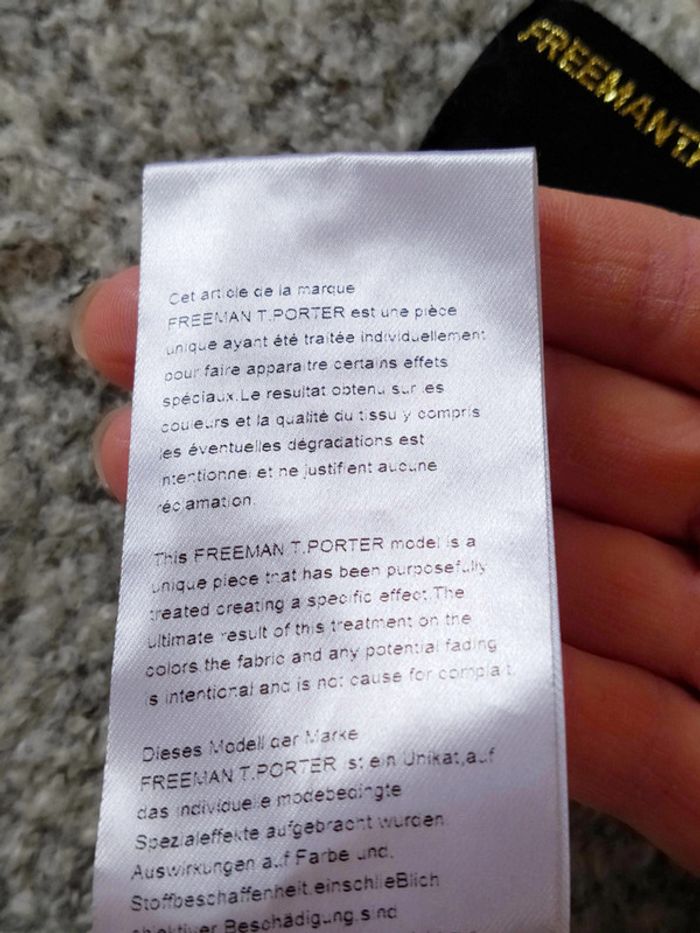 FREEMANT.
Cet article de la marque
FREEMAN T.PORTER est une pièce
unique ayant été traitée individuellement
pour faire apparaitre certains effets
spéciaux.Le resultat obtenu sur les
couleurs et la qualité du tissu y compris
les éventuelles dégradations est
intentionnel et ne justifient aucune
réclamation.
This FREEMAN T.PORTER model is a
unique piece that has been purposefully
treated creating a specific effect.The
ultimate result of this treatment on the
colors.the fabric and any potential fading
is intentional and is not cause for complaint.
Dieses Modell der Marke
FREEMAN T.PORTER ist ein Unikat,auf
das individuelle modebedingte
Spezialeffekte aufgebracht wurden.
Auswirkungen auf Farbe und.
Stoffbeschaffenheit.einschlieBlich
objektiver Beschädigung.sind